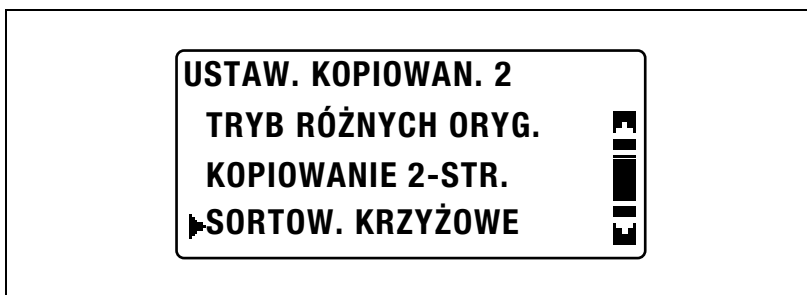 USTAW. KOPIOWAN. 2
TRYB RÓŻNYCH ORYG.
KOPIOWANIE 2-STR.
SORTOW. KRZYŻOWE